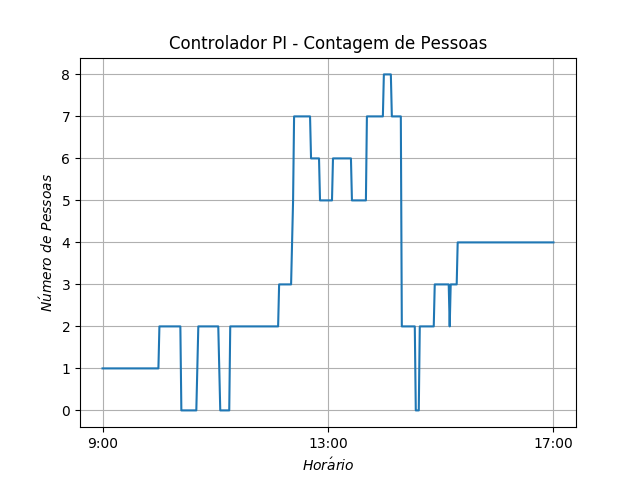 Controlador PI - Contagem de Pessoas
8
7
6
5
4
3
2
1
0
Número de Pessoas
9:00 13:00 17:00
Horário